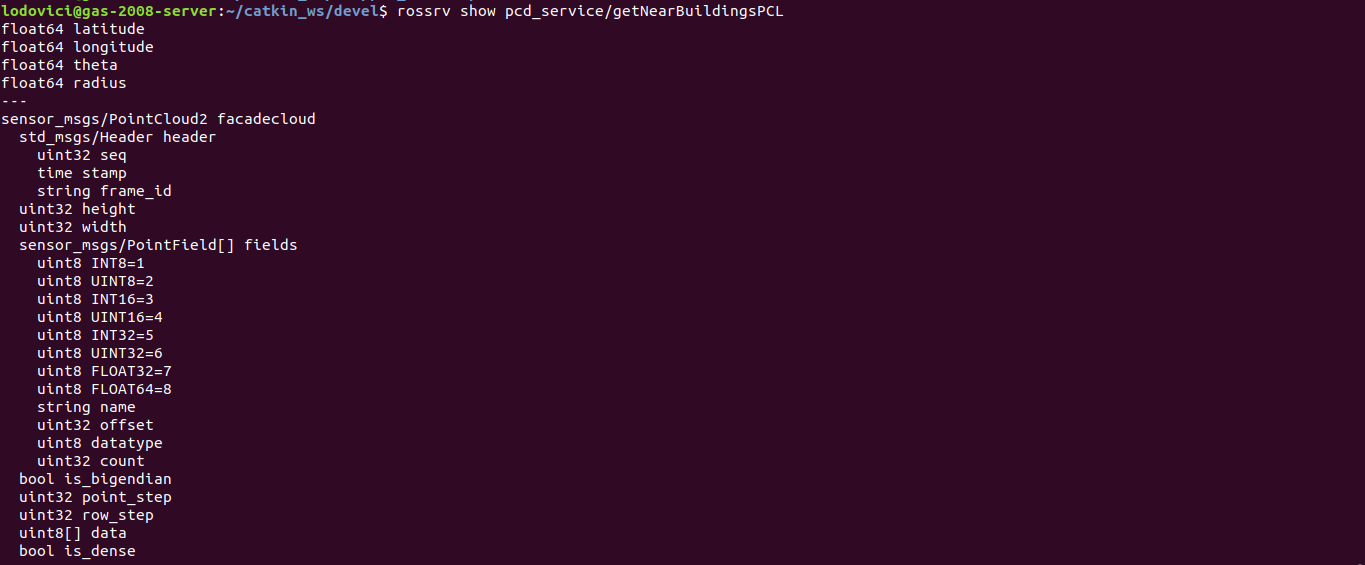 lodovici@gas-2008-server:~/catkin_ws/devel$ rossrv show pcd_service/getNearBuildingsPCL
float64 latitude
float64 longitude
float64 theta
float64 radius
---
sensor_msgs/PointCloud2 facadecloud
  std_msgs/Header header
    uint32 seq
    time stamp
    string frame_id
  uint32 height
  uint32 width
  sensor_msgs/PointField[] fields
    uint8 INT8=1
    uint8 UINT8=2
    uint8 INT16=3
    uint8 UINT16=4
    uint8 INT32=5
    uint8 UINT32=6
    uint8 FLOAT32=7
    uint8 FLOAT64=8
    string name
    uint32 offset
    uint8 datatype
    uint32 count
  bool is_bigendian
  uint32 point_step
  uint32 row_step
  uint8[] data
  bool is_dense